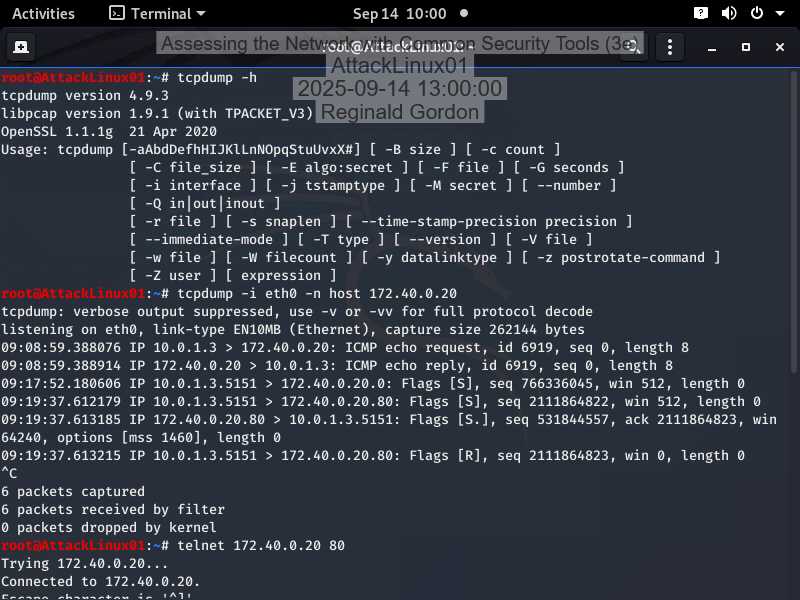 Activities
Terminal
Sep 14 10:00
root@AttackLinux01: ~
Assessing the Network with Common Security Tools (3e)
AttackLinux01
2025-09-14 13:00:00
Reginald Gordon
root@AttackLinux01:~# tcpdump -h
tcpdump version 4.9.3
libpcap version 1.9.1 (with TPACKET_V3)
OpenSSL 1.1.1g  21 Apr 2020
Usage: tcpdump [-aAbdDefhHIJKlLnNOpqStuUvxX#] [ -B size ] [ -c count ]
[ -C file_size ] [ -E algo:secret ] [ -F file ] [ -G seconds ]
[ -i interface ] [ -j tstamptype ] [ -M secret ] [ --number ]
[ -Q in|out|inout ]
[ -r file ] [ -s snaplen ] [ --time-stamp-precision precision ]
[ --immediate-mode ] [ -T type ] [ --version ] [ -V file ]
[ -w file ] [ -W filecount ] [ -y datalinktype ] [ -z postrotate-command ]
[ -Z user ] [ expression ]
root@AttackLinux01:~# tcpdump -i eth0 -n host 172.40.0.20
tcpdump: verbose output suppressed, use -v or -vv for full protocol decode
listening on eth0, link-type EN10MB (Ethernet), capture size 262144 bytes
09:08:59.388076 IP 10.0.1.3 > 172.40.0.20: ICMP echo request, id 6919, seq 0, length 8
09:08:59.388914 IP 172.40.0.20 > 10.0.1.3: ICMP echo reply, id 6919, seq 0, length 8
09:17:52.180606 IP 10.0.1.3.5151 > 172.40.0.20.0: Flags [S], seq 766336045, win 512, length 0
09:19:37.612179 IP 10.0.1.3.5151 > 172.40.0.20.80: Flags [S], seq 2111864822, win 512, length 0
09:19:37.613185 IP 172.40.0.20.80 > 10.0.1.3.5151: Flags [S.], seq 531844557, ack 2111864823, win
64240, options [mss 1460], length 0
09:19:37.613215 IP 10.0.1.3.5151 > 172.40.0.20.80: Flags [R], seq 2111864823, win 0, length 0
^C
6 packets captured
6 packets received by filter
0 packets dropped by kernel
root@AttackLinux01:~# telnet 172.40.0.20 80
Trying 172.40.0.20...
Connected to 172.40.0.20.
Escape character is '^]'.